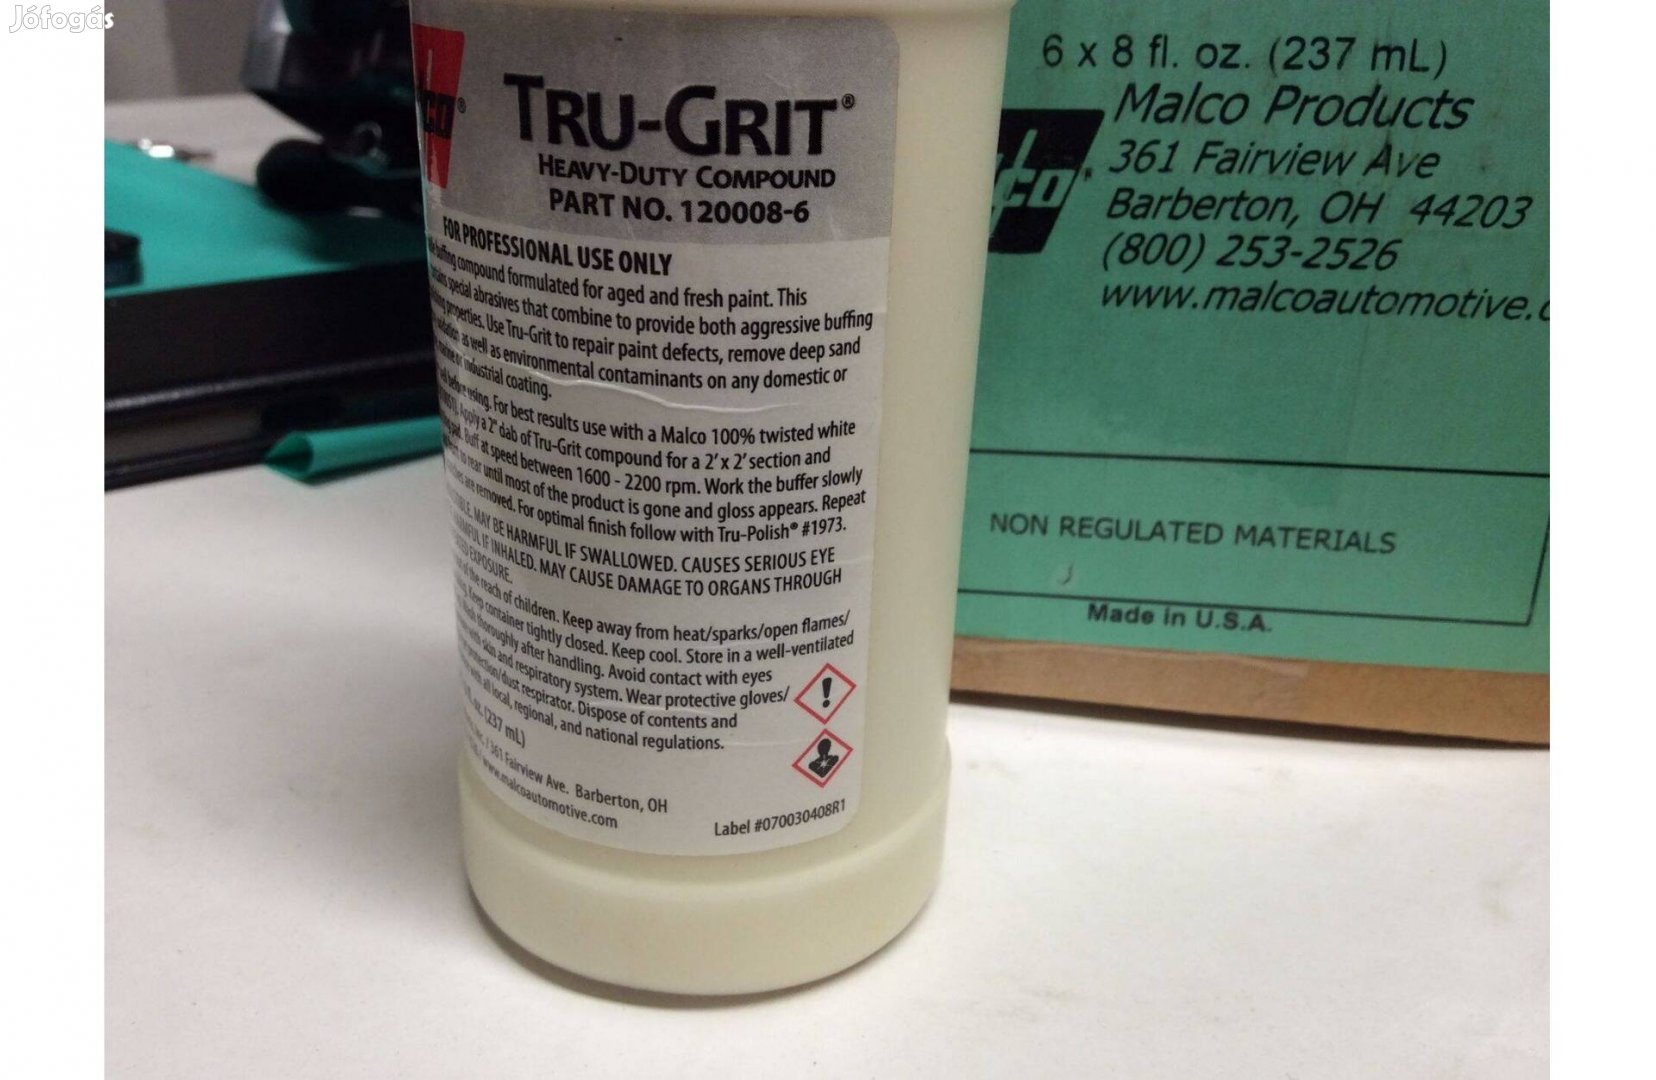 Jófogás
TRU-GRIT®
HEAVY-DUTY COMPOUND
PART NO. 120008-6
FOR PROFESSIONAL USE ONLY
buffing compound formulated for aged and fresh paint. This
special abrasives that combine to provide both aggressive buffing
properties. Use Tru-Grit to repair paint defects, remove deep sand
as well as environmental contaminants on any domestic or
industrial coating.
before using. For best results use with a Malco 100% twisted white
Apply a 2" dab of Tru-Grit compound for a 2' x 2' section and
pad. Buff at speed between 1600 - 2200 rpm. Work the buffer slowly
to rear until most of the product is gone and gloss appears. Repeat
are removed. For optimal finish follow with Tru-Polish® #1973.
MAY BE HARMFUL IF SWALLOWED. CAUSES SERIOUS EYE
HARMFUL IF INHALED. MAY CAUSE DAMAGE TO ORGANS THROUGH
EXPOSURE.
of the reach of children. Keep away from heat/sparks/open flames/
Keep container tightly closed. Keep cool. Store in a well-ventilated
Wash thoroughly after handling. Avoid contact with eyes
with skin and respiratory system. Wear protective gloves/
protection/dust respirator. Dispose of contents and
with all local, regional, and national regulations.
oz. (237 mL)
361 Fairview Ave. Barberton, OH
www.malcoautomotive.com
Label #070030408R1
6 x 8 fl. oz. (237 mL)
Malco Products
361 Fairview Ave
Barberton, OH 44203
(800) 253-2526
www.malcoautomotive.c
NON REGULATED MATERIALS
Made in U.S.A.